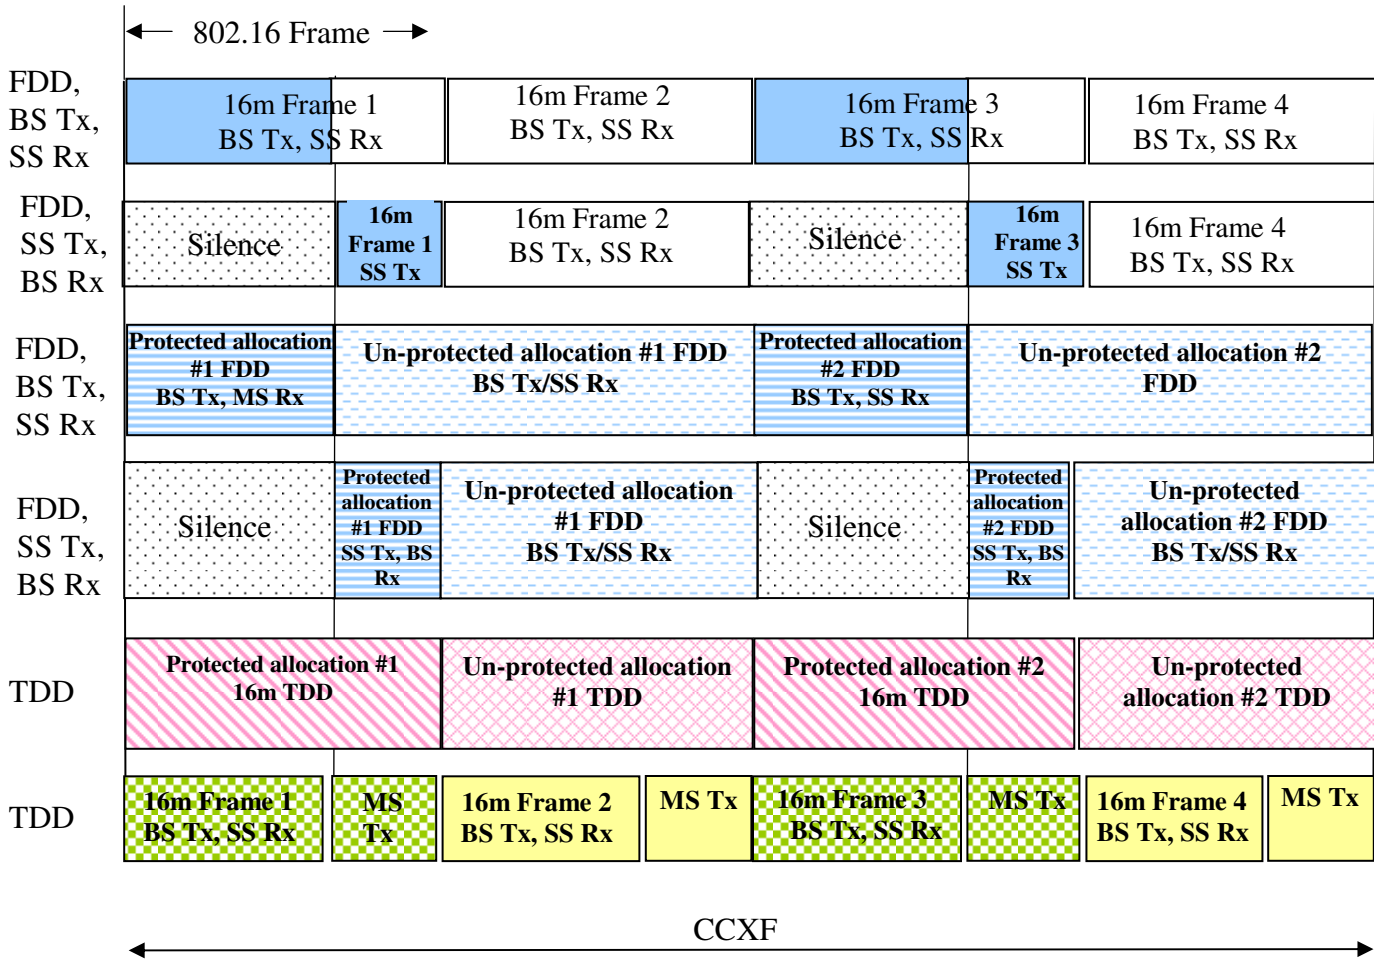 802.16 Frame
FDD,
BS Tx,
SS Rx
16m Frame 1
BS Tx, SS Rx
16m Frame 2
BS Tx, SS Rx
16m Frame 3
BS Tx, SS Rx
16m Frame 4
BS Tx, SS Rx
FDD,
SS Tx,
BS Rx
Silence
16m
Frame 1
SS Tx
16m Frame 2
BS Tx, SS Rx
Silence
16m
Frame 3
SS Tx
16m Frame 4
BS Tx, SS Rx
FDD,
BS Tx,
SS Rx
Protected allocation
#1 FDD
BS Tx, MS Rx
Un-protected allocation #1 FDD
BS Tx/SS Rx
Protected allocation
#2 FDD
BS Tx, SS Rx
Un-protected allocation #2
FDD
FDD,
SS Tx,
BS Rx
Silence
Protected
allocation
#1 FDD
SS Tx, BS
Rx
Un-protected allocation
#1 FDD
BS Tx/SS Rx
Silence
Protected
allocation
#2 FDD
SS Tx, BS
Rx
Un-protected
allocation #2 FDD
BS Tx/SS Rx
TDD
Protected allocation #1
16m TDD
Un-protected allocation
#1 TDD
Protected allocation #2
16m TDD
Un-protected
allocation #2 TDD
TDD
16m Frame 1
BS Tx, SS Rx
MS
Tx
16m Frame 2
BS Tx, SS Rx
MS Tx
16m Frame 3
BS Tx, SS Rx
MS Tx
16m Frame 4
BS Tx, SS Rx
MS Tx
CCXF